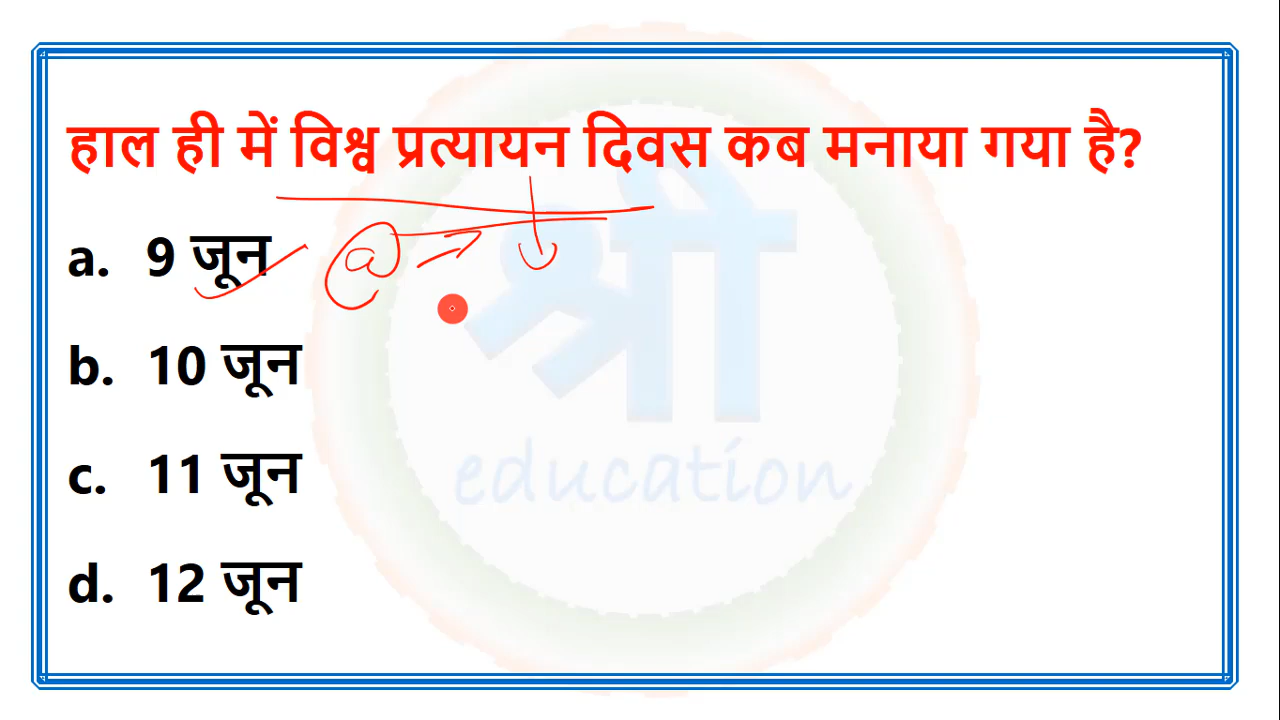 हाल ही में विश्व प्रत्यायन दिवस कब मनाया गया है?
a. 9 जून
a
b. 10 जून
c. 11 जून
d. 12 जून
श्री
education